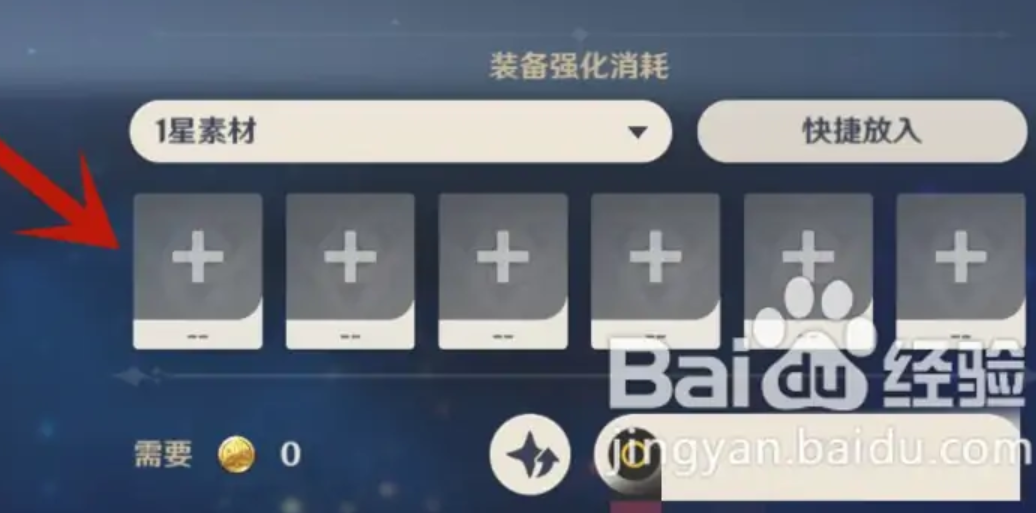 装备强化消耗
1星素材
快捷放入
+ + + + + +
-- -- -- -- -- --
需要 0
Baidu经验
jingyan.baidu.com